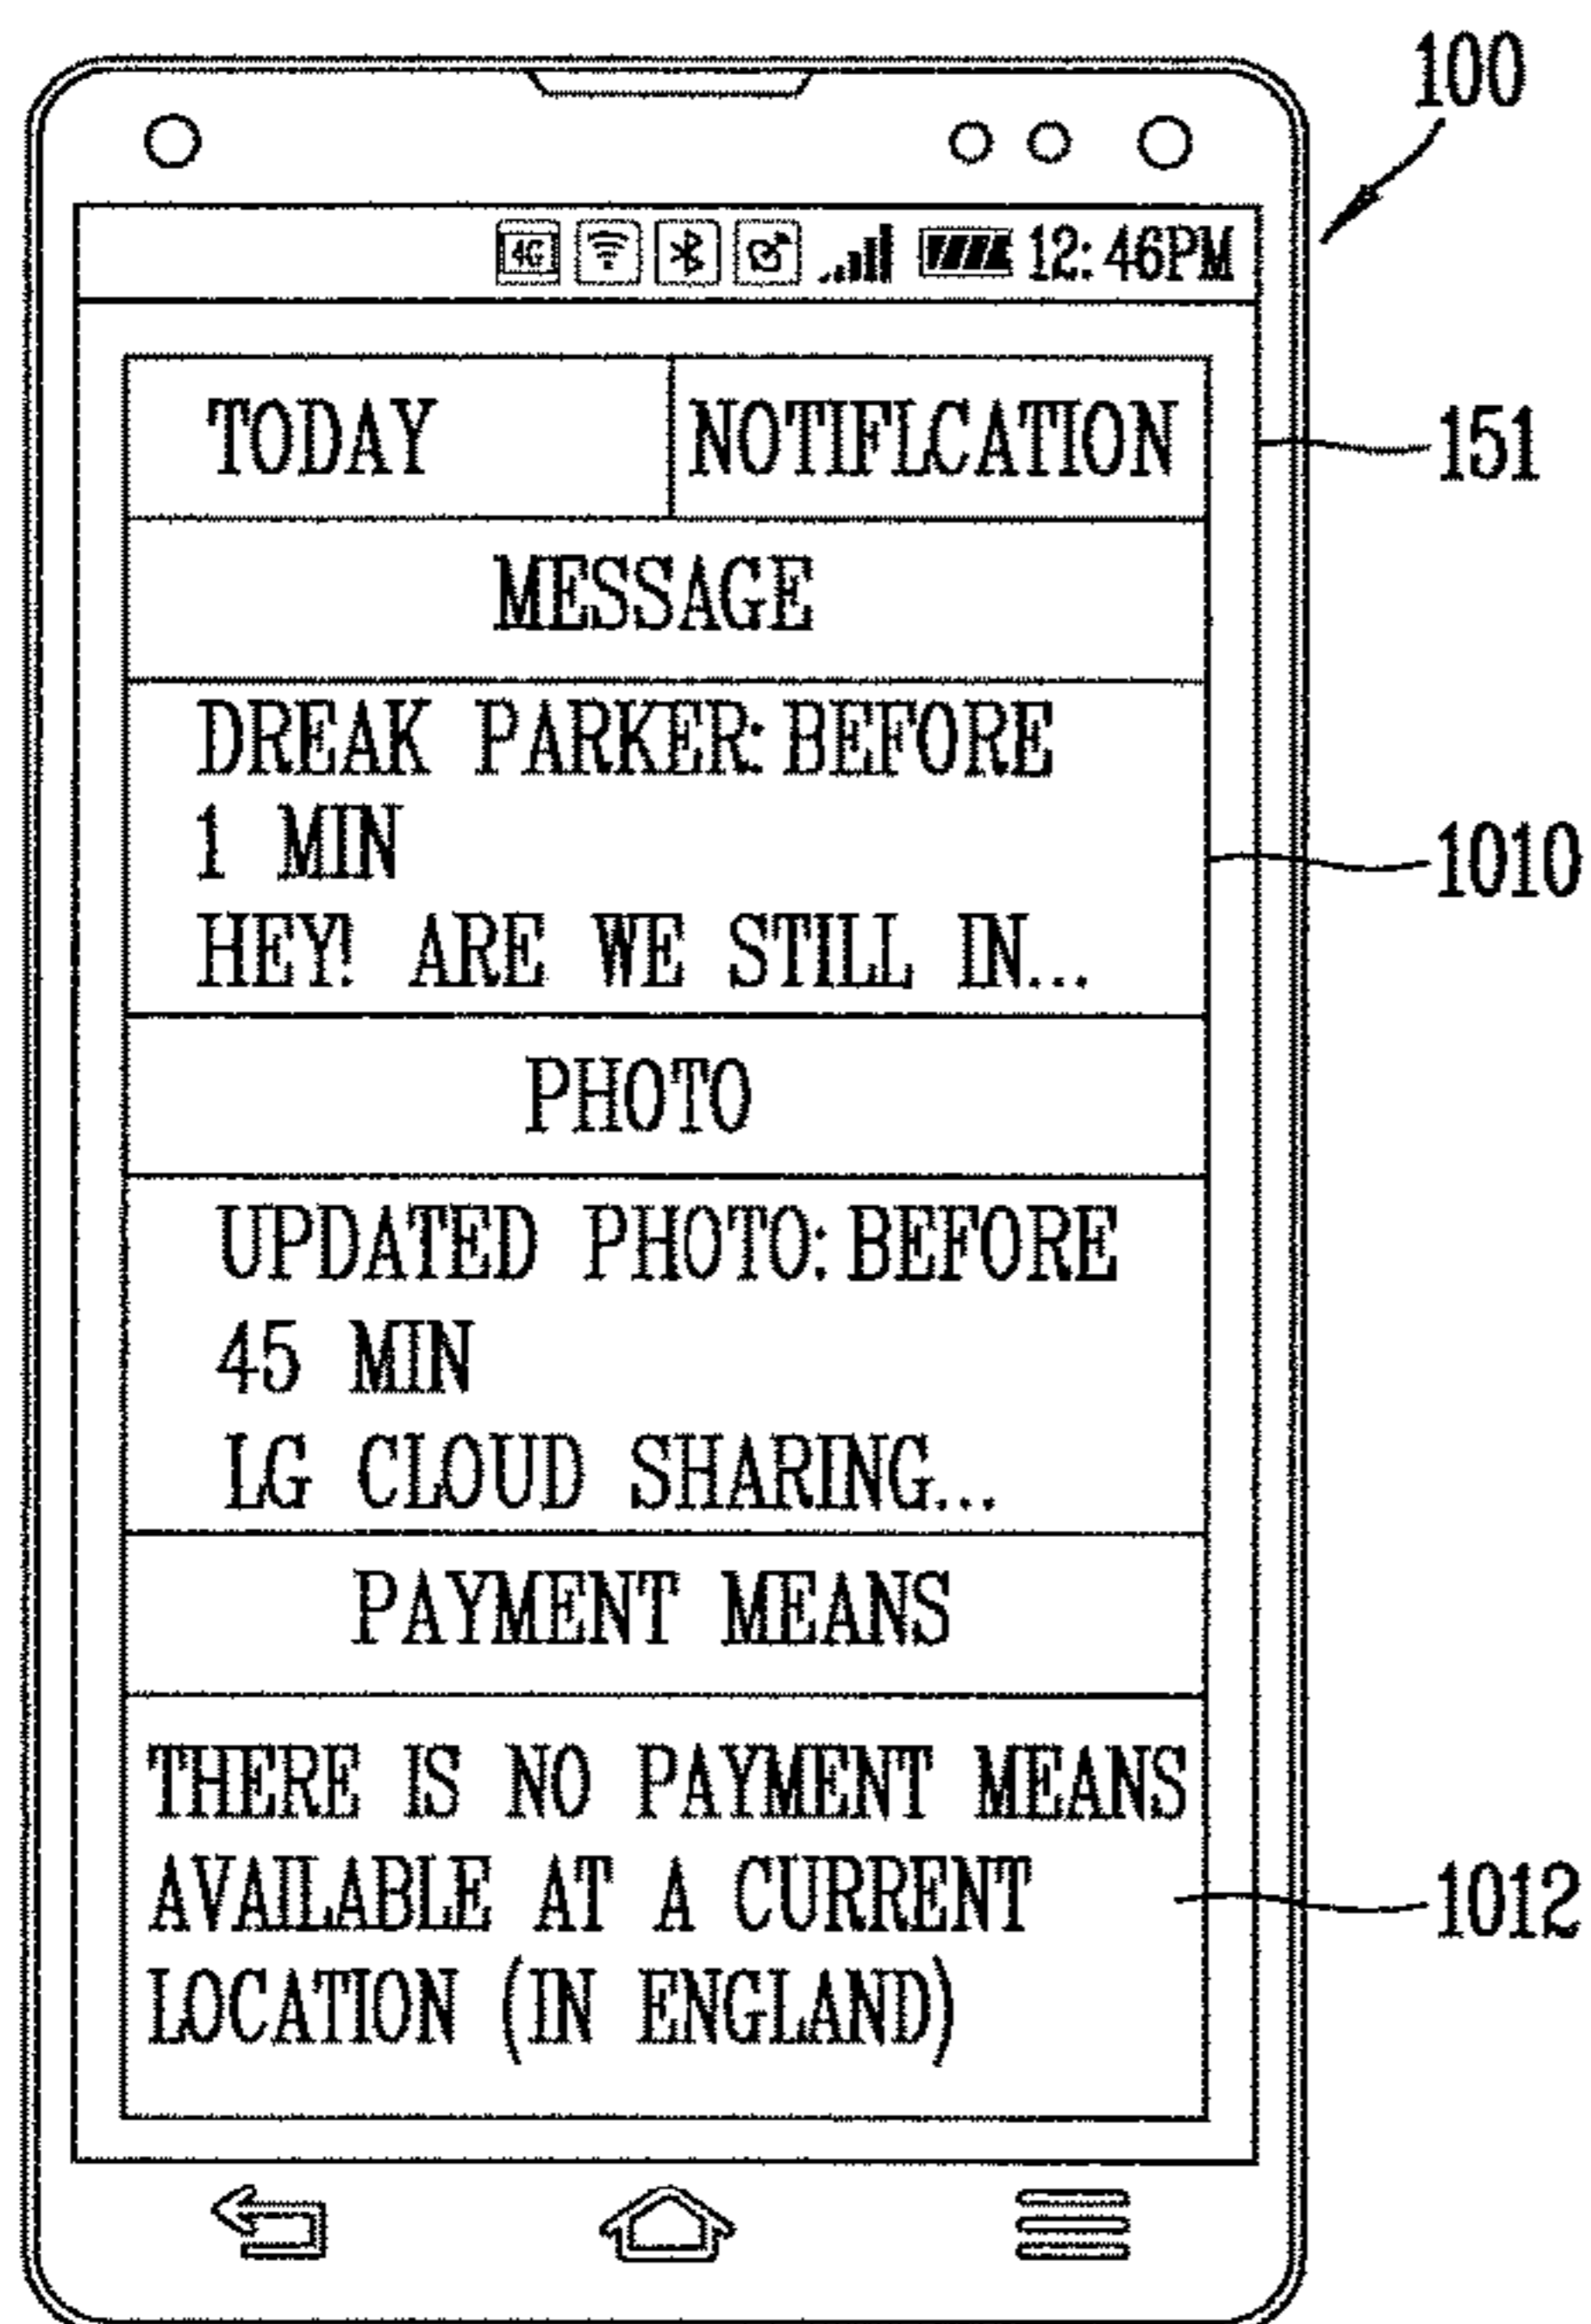 100
4G 12:46PM
TODAY NOTIFLCATION
151
MESSAGE
DREAK PARKER: BEFORE
1 MIN
1010
HEY! ARE WE STILL IN...
PHOTO
UPDATED PHOTO: BEFORE
45 MIN
LG CLOUD SHARING...
PAYMENT MEANS
THERE IS NO PAYMENT MEANS
AVAILABLE AT A CURRENT
1012
LOCATION (IN ENGLAND)